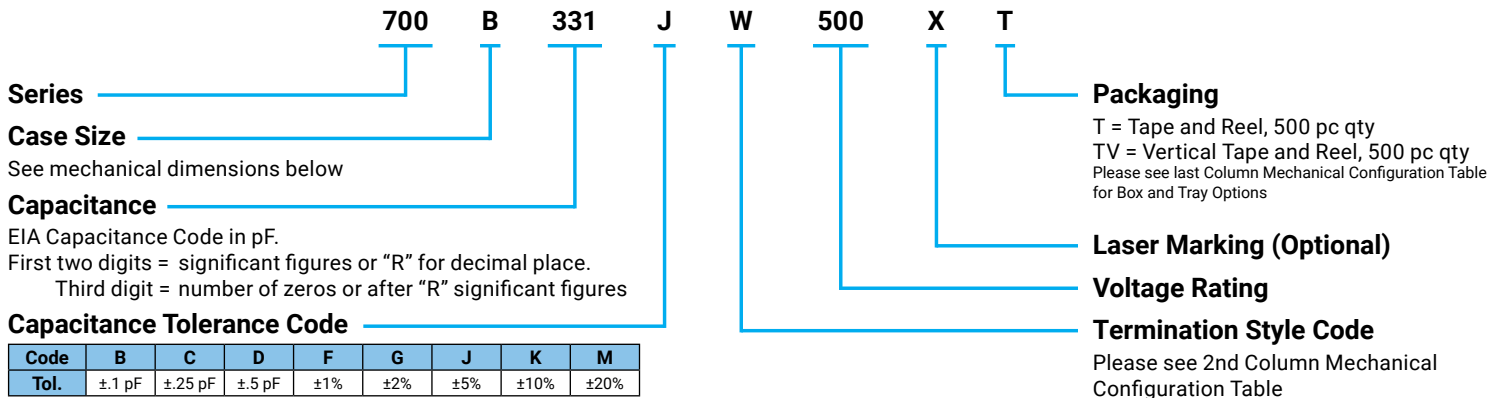 700 B 331 J W 500 X T
Series
Case Size
See mechanical dimensions below
Capacitance
EIA Capacitance Code in pF.
First two digits = significant figures or “R” for decimal place.
Third digit = number of zeros or after “R” significant figures
Capacitance Tolerance Code
Code B C D F G J K M
Tol. ±.1 pF ±.25 pF ±.5 pF ±1% ±2% ±5% ±10% ±20%
Packaging
T = Tape and Reel, 500 pc qty
TV = Vertical Tape and Reel, 500 pc qty
Please see last Column Mechanical Configuration Table
for Box and Tray Options
Laser Marking (Optional)
Voltage Rating
Termination Style Code
Please see 2nd Column Mechanical
Configuration Table